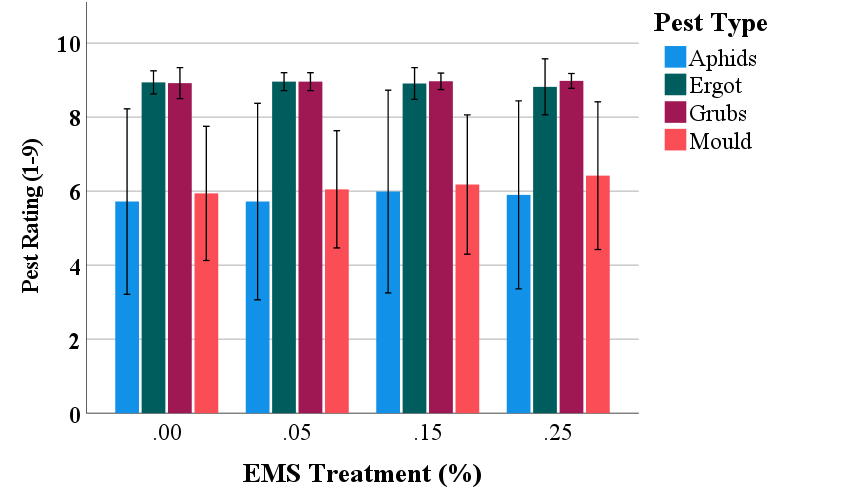 Pest Type
Aphids
Ergot
Grubs
Mould
Pest Rating (1-9)
10
8
6
4
2
0
.00 .05 .15 .25
EMS Treatment (%)